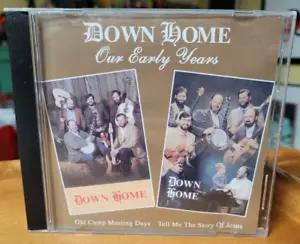 DOWN HOME
Our Early Years
DOWN HOME
DOWN
HOME
Old Camp Meeting Days Tell Me The Story Of Jesus